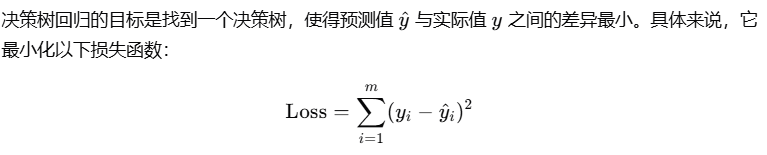 决策树回归的目标是找到一个决策树，使得预测值 ŷ 与实际值 y 之间的差异最小。具体来说，它
最小化以下损失函数：
Loss = ∑_{i=1}^{m} (y_i − ŷ_i)^2